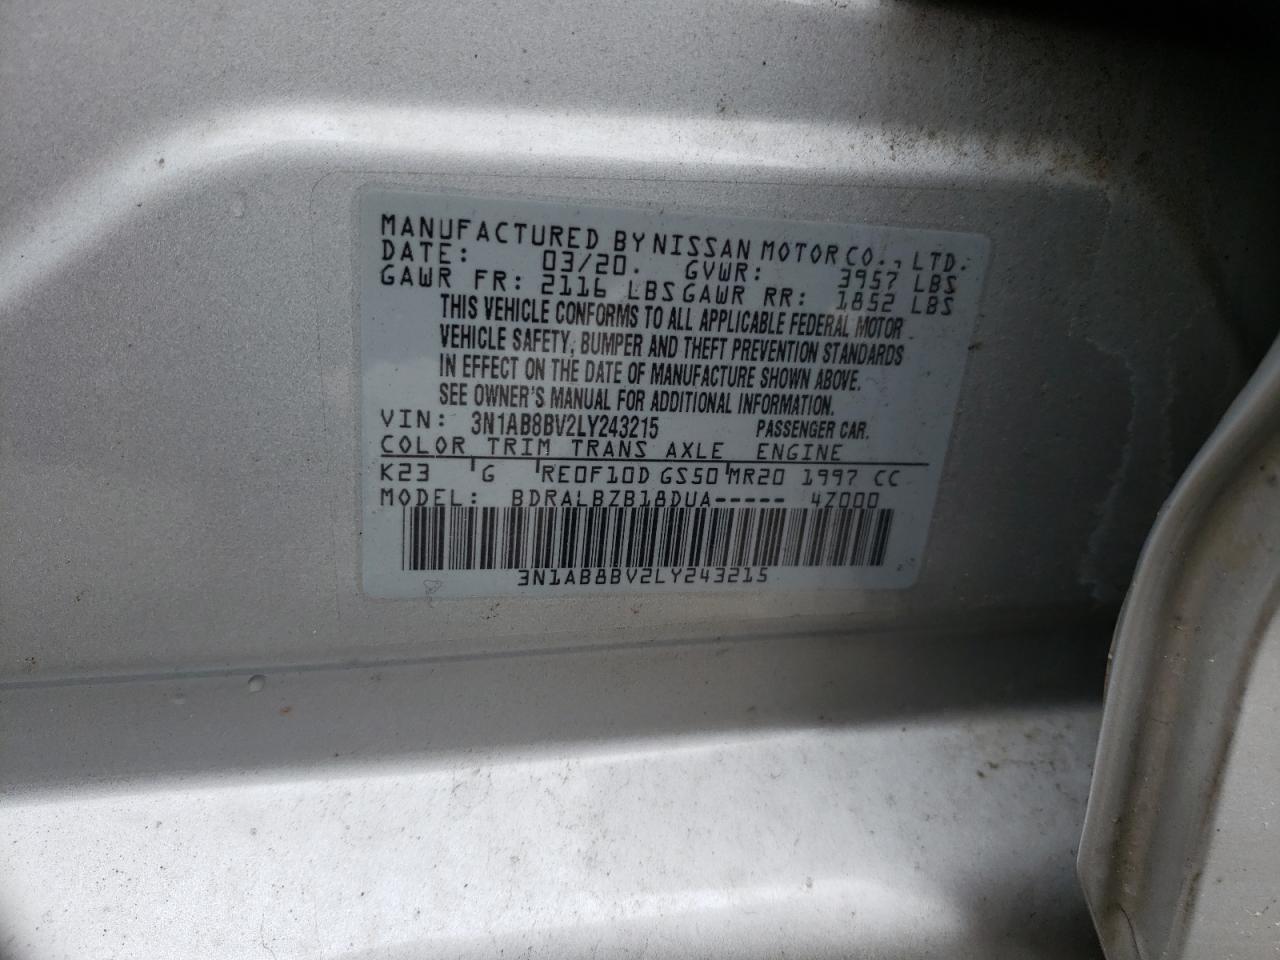 MANUFACTURED BY NISSAN MOTOR CO., LTD.
DATE: 03/20. GVWR: 3957 LBS
GAWR FR: 2116 LBS GAWR RR: 1852 LBS
THIS VEHICLE CONFORMS TO ALL APPLICABLE FEDERAL MOTOR
VEHICLE SAFETY, BUMPER AND THEFT PREVENTION STANDARDS
IN EFFECT ON THE DATE OF MANUFACTURE SHOWN ABOVE.
SEE OWNER'S MANUAL FOR ADDITIONAL INFORMATION.
VIN: 3N1AB8BV2LY243215 PASSENGER CAR.
COLOR TRIM TRANS AXLE ENGINE
K23 G RE0F10D GS50 MR20 1997 CC
MODEL: BDRALBZB18DUA----- 4Z000
3N1AB8BV2LY243215